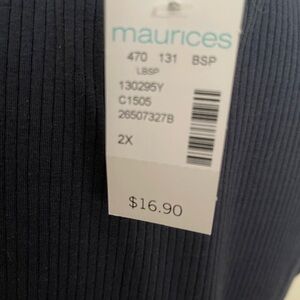 maurices
470 131 BSP
LBSP
130295Y
C1505
26507327B
2X
$16.90